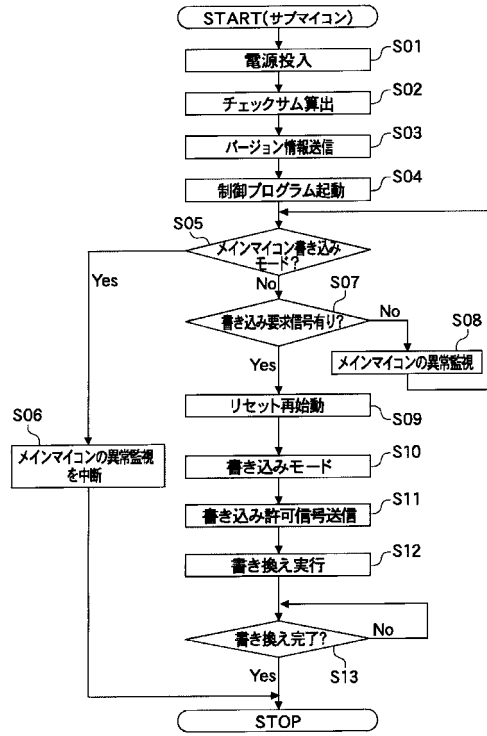 START(サブマイコン)
S01
電源投入
S02
チェックサム算出
S03
バージョン情報送信
S04
制御プログラム起動
S05
メインマイコン書き込み
モード?
Yes
No
S07
書き込み要求信号有り?
No
S08
メインマイコンの異常監視
Yes
S09
リセット再始動
S06
メインマイコンの異常監視
を中断
S10
書き込みモード
S11
書き込み許可信号送信
S12
書き換え実行
書き換え完了?
No
S13
Yes
STOP